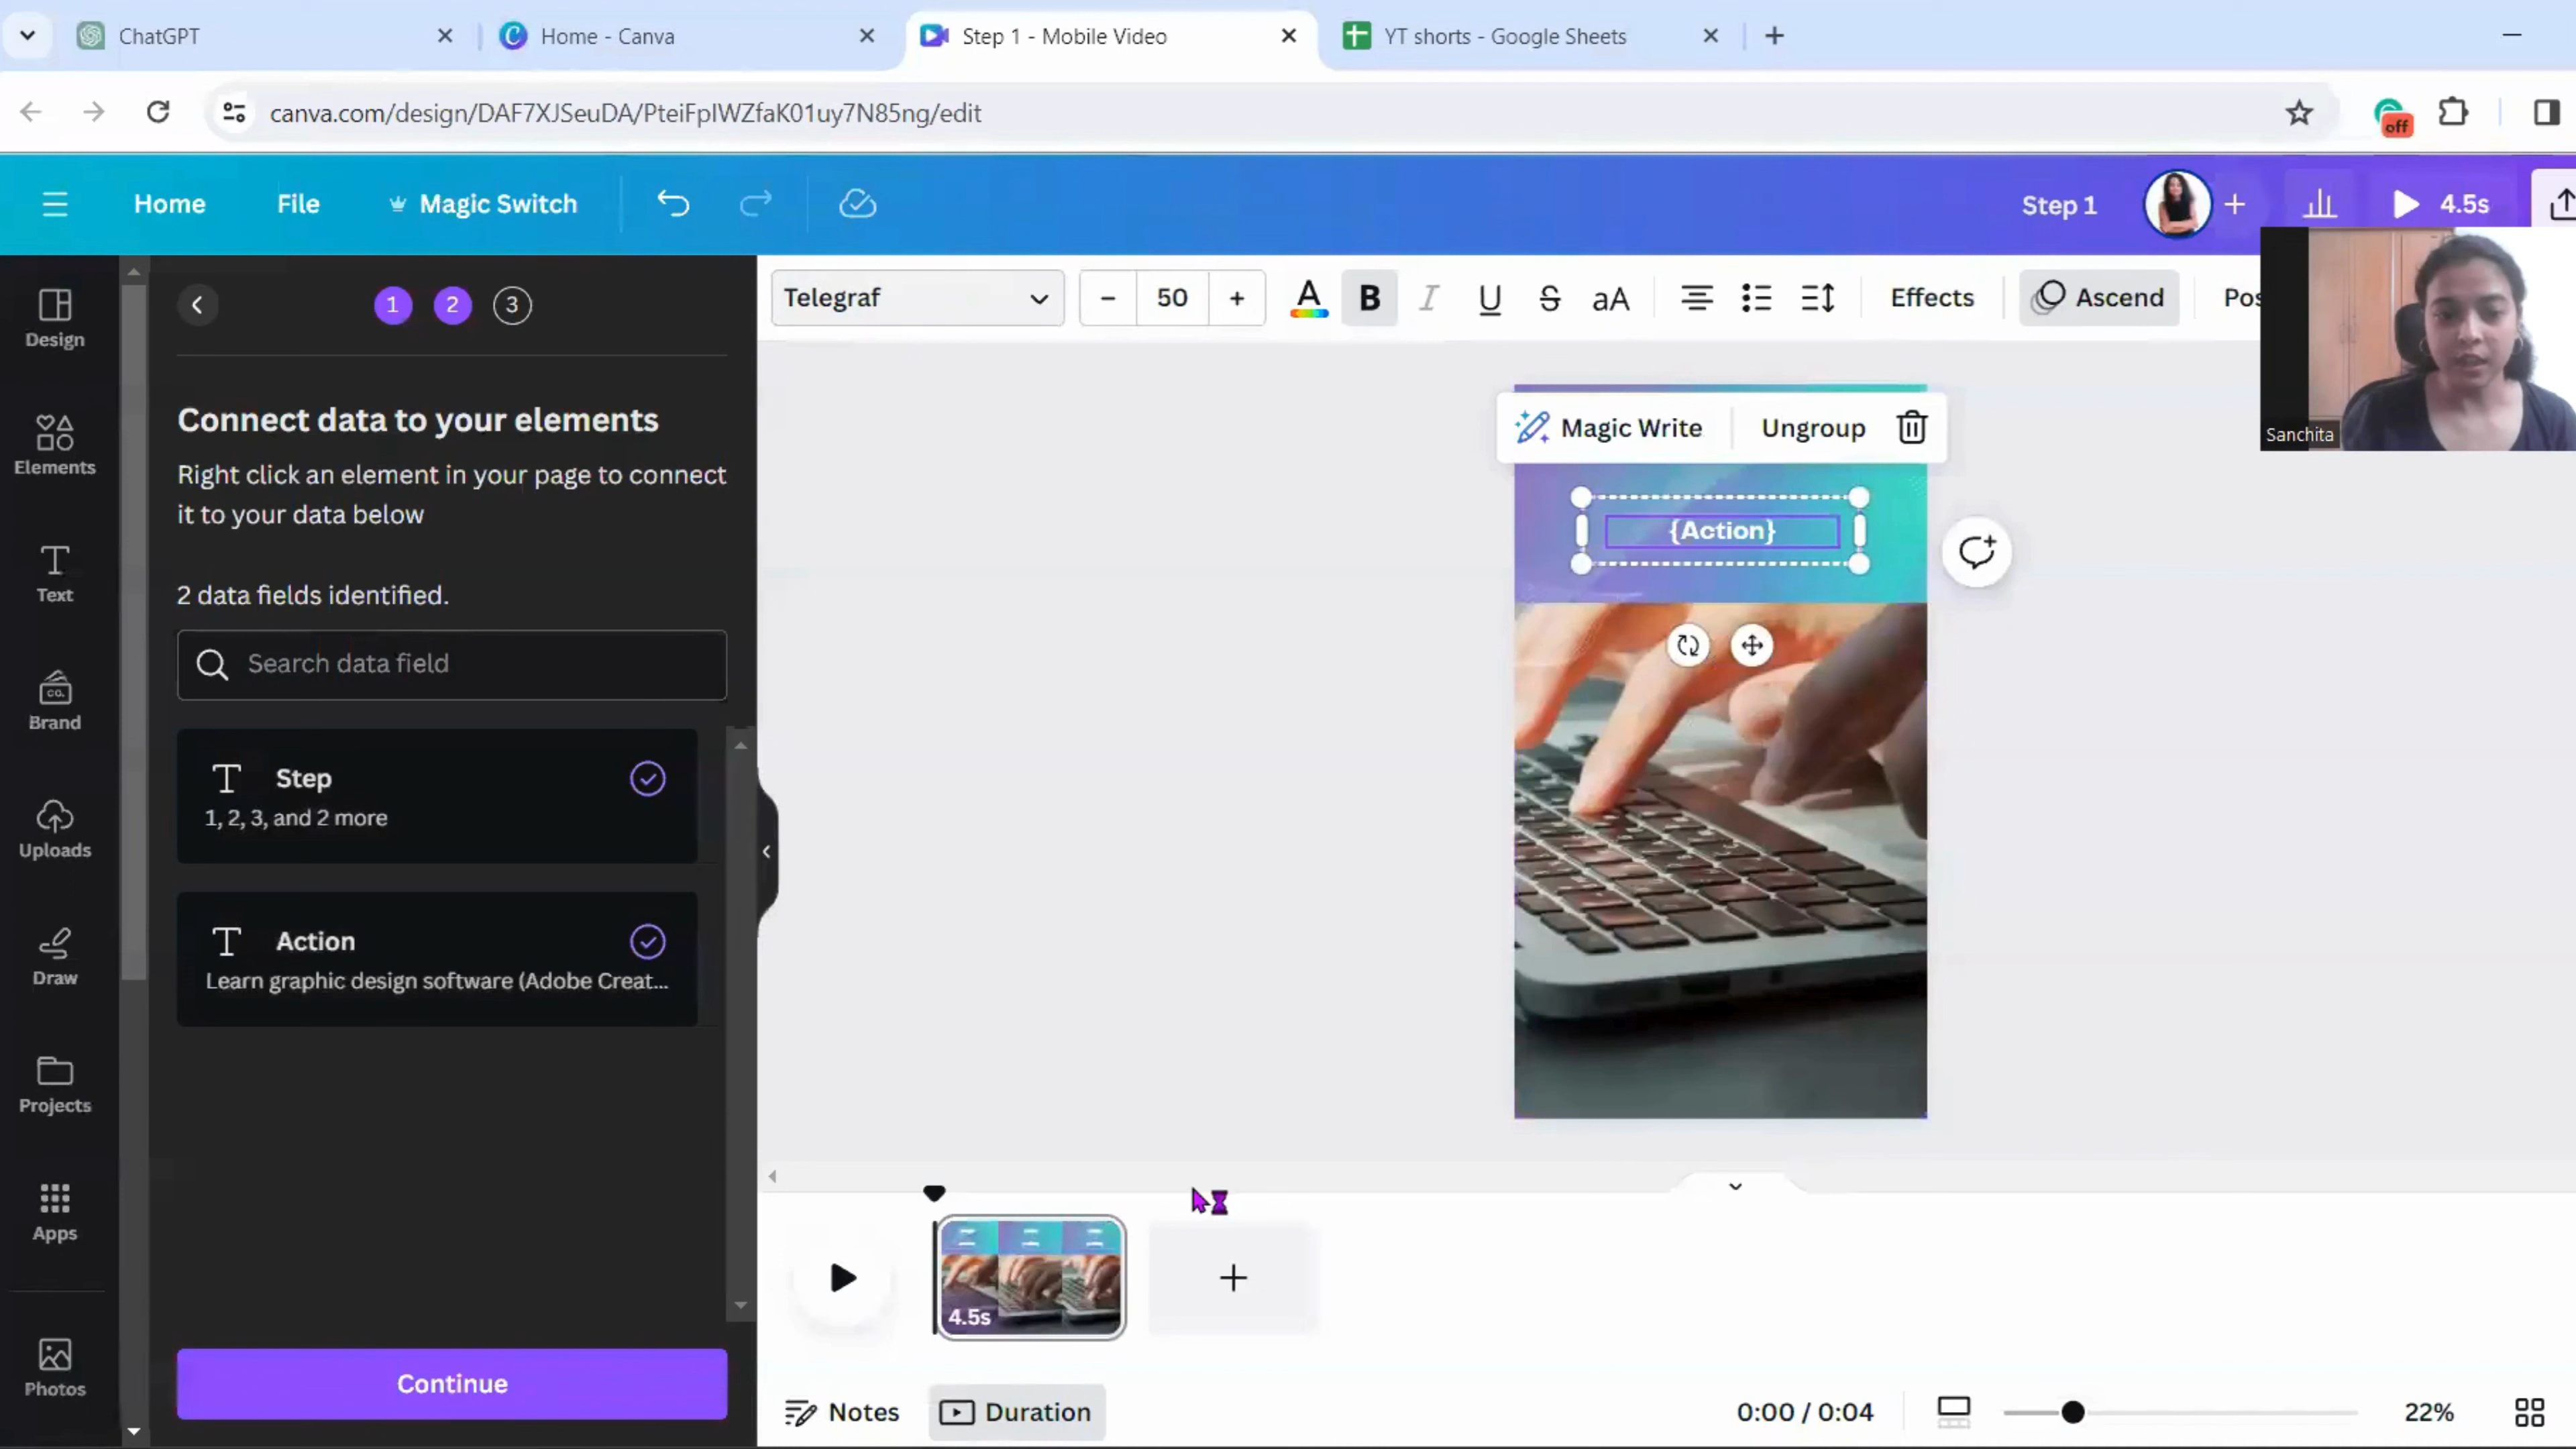 ChatGPT
Home - Canva
Step 1 - Mobile Video
YT shorts - Google Sheets
canva.com/design/DAF7XJSeuDA/PteiFpIWZfaK01uy7N85ng/edit
off
Home
File
Magic Switch
Step 1
4.5s
Design
Elements
Text
CO.
Brand
Uploads
Draw
Projects
Apps
Photos
1
2
3
Connect data to your elements
Right click an element in your page to connect
it to your data below
2 data fields identified.
Search data field
Step
1, 2, 3, and 2 more
Action
Learn graphic design software (Adobe Creat...
Continue
Telegraf
50
A
B
I
U
S
aA
Effects
Ascend
Pos
Sanchita
Magic Write
Ungroup
{Action}
4.5s
Notes
Duration
0:00 / 0:04
22%